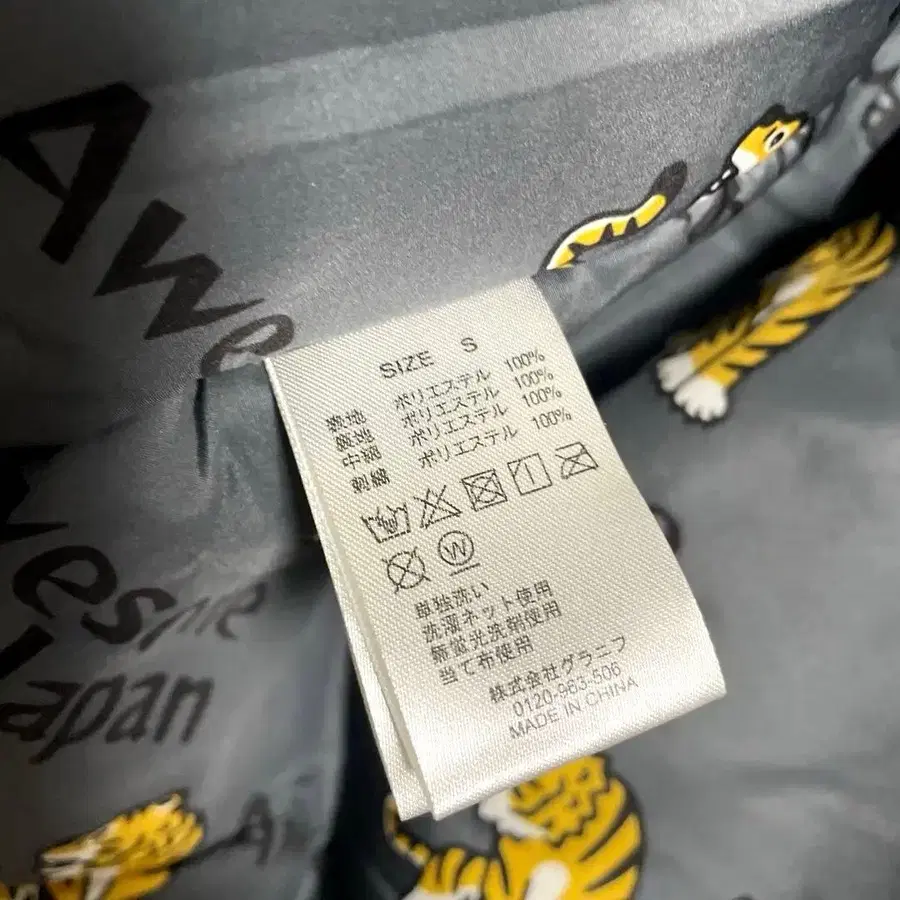 Awe
SIZE S
表地 ポリエステル 100%
裏地 ポリエステル 100%
中綿 ポリエステル 100%
刺繍 ポリエステル 100%
W
単独洗い
洗濯ネット使用
無蛍光洗剤使用
当て布使用
株式会社グラニフ
0120-963-506
MADE IN CHINA
Japan
A